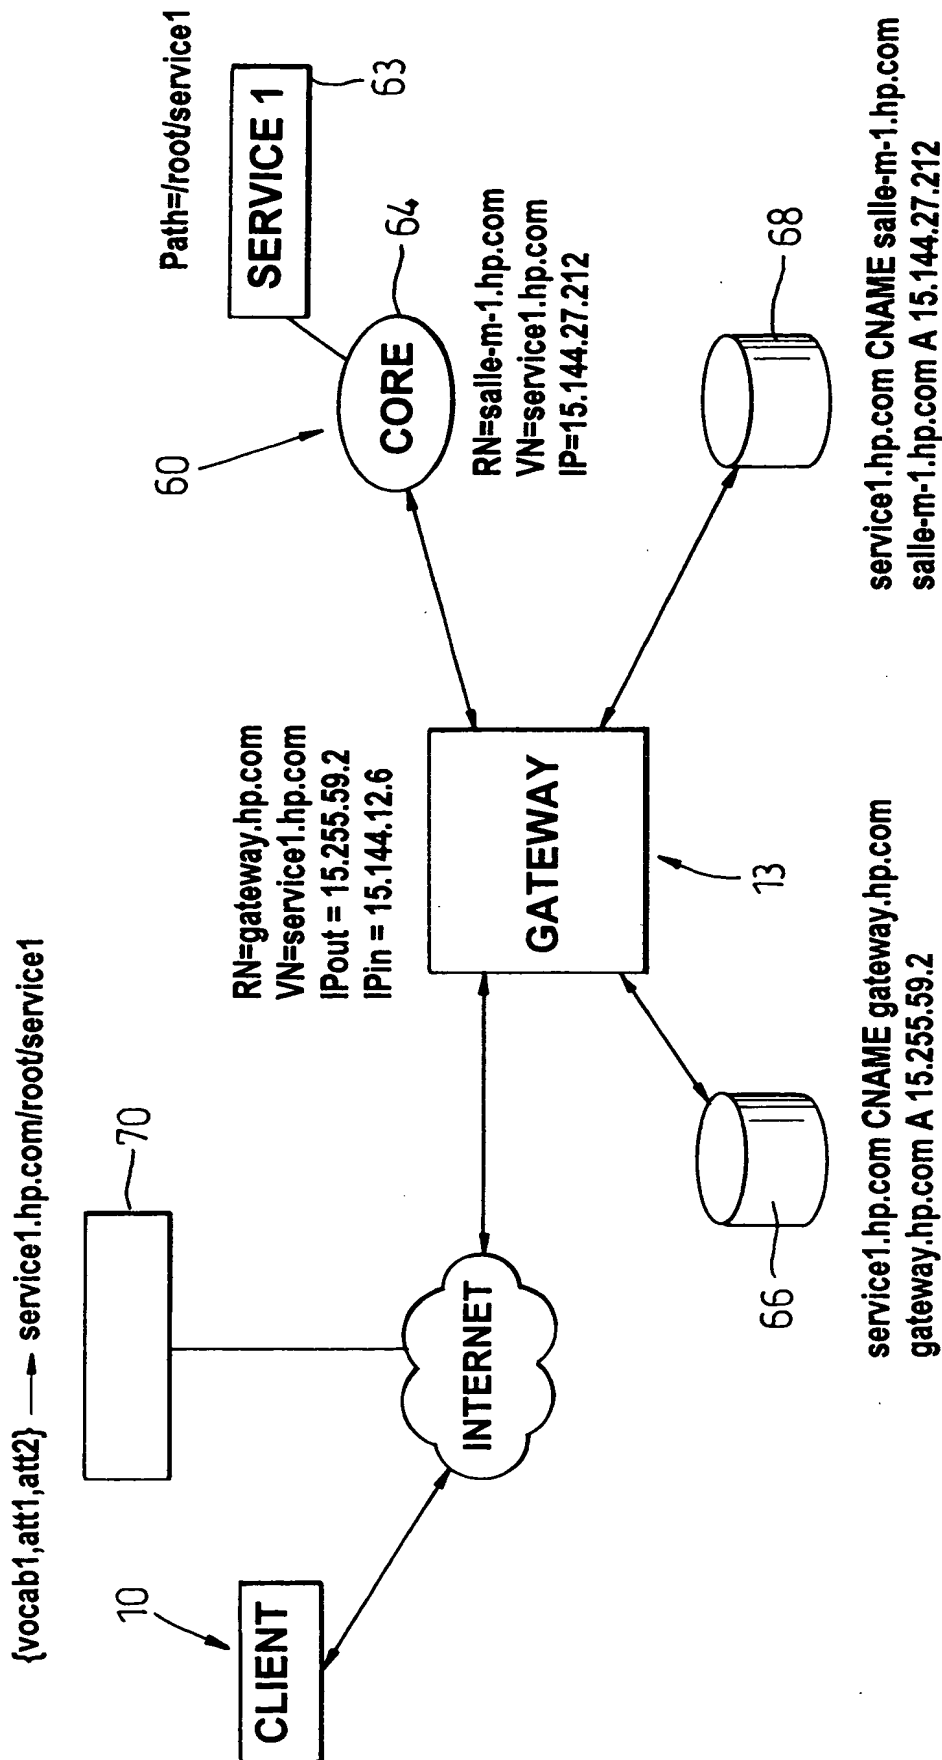 {vocab1,att1,att2} → service1.hp.com/root/service1
70
10
CLIENT
INTERNET
RN=gateway.hp.com
VN=service1.hp.com
IPout = 15.255.59.2
IPin = 15.144.12.6
GATEWAY
13
66
service1.hp.com CNAME gateway.hp.com
gateway.hp.com A 15.255.59.2
Path=/root/service1
SERVICE 1
63
60
CORE
64
RN=salle-m-1.hp.com
VN=service1.hp.com
IP=15.144.27.212
68
service1.hp.com CNAME salle-m-1.hp.com
salle-m-1.hp.com A 15.144.27.212